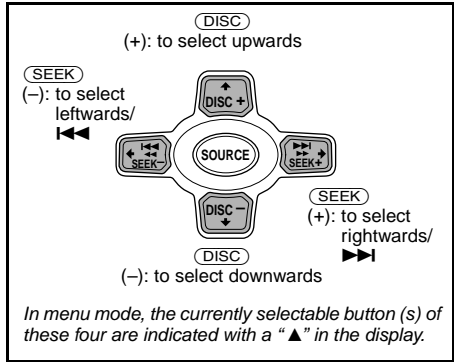 DISC
(+): to select upwards
SEEK
(–): to select
leftwards/
DISC +
SEEK–
SOURCE
SEEK+
DISC –
SEEK
(+): to select
rightwards/
DISC
(–): to select downwards
In menu mode, the currently selectable button (s) of
these four are indicated with a “ ▲” in the display.